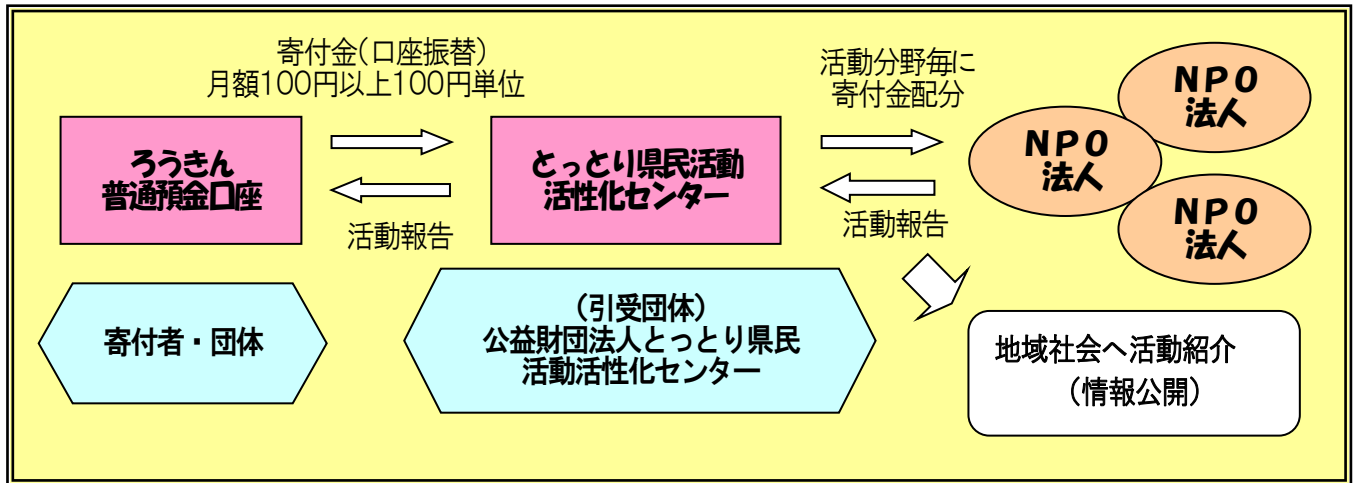 寄付金(口座振替)
月額100円以上100円単位
活動分野毎に
寄付金配分
ろうきん
普通預金口座
とっとり県民活動
活性化センター
NPO
法人
NPO
法人
NPO
法人
活動報告
活動報告
寄付者・団体
(引受団体)
公益財団法人とっとり県民
活動活性化センター
地域社会へ活動紹介
(情報公開)